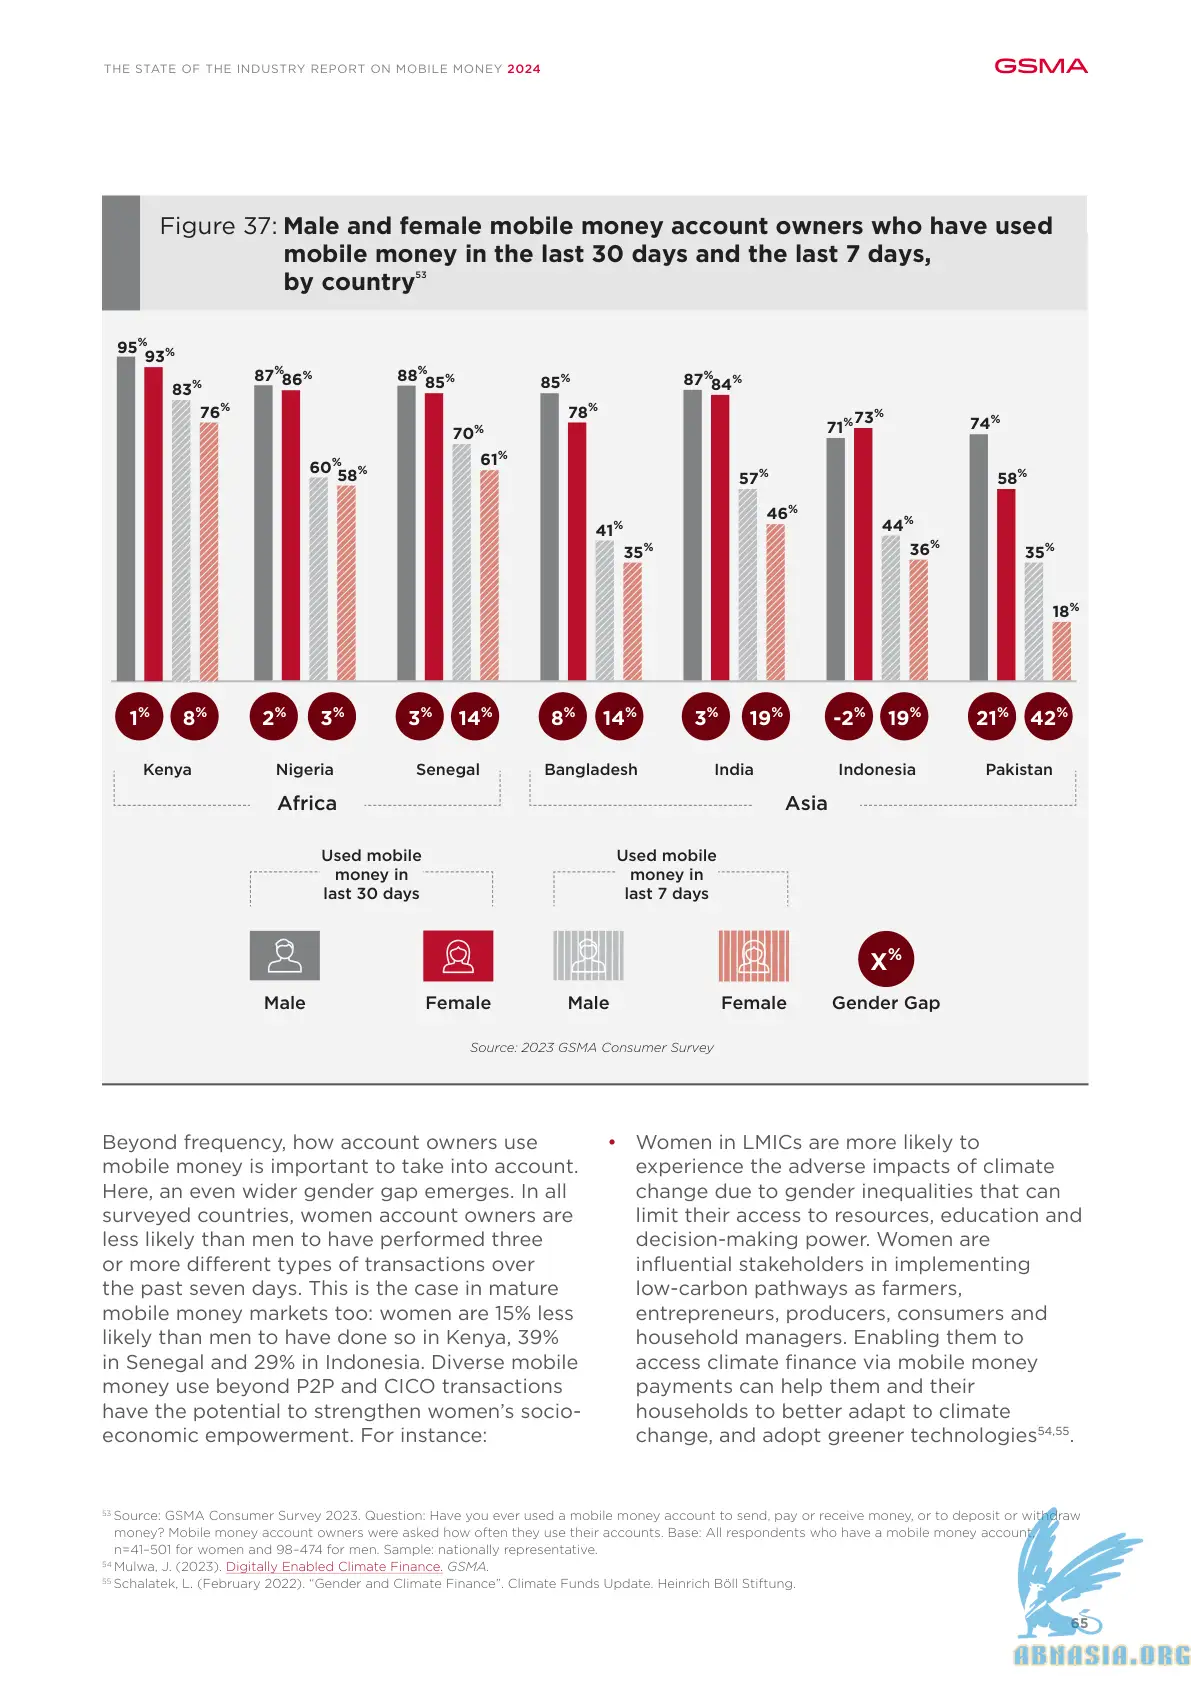 THE STATE OF THE INDUSTRY REPORT ON MOBILE MONEY 2024
GSMA
Figure 37: Male and female mobile money account owners who have used
mobile money in the last 30 days and the last 7 days,
by country53
95% 93% 83% 76%
87% 86% 60% 58%
88% 85% 70% 61%
85% 78% 41% 35%
87% 84% 57% 46%
71% 73% 44% 36%
74% 58% 35% 18%
1% 8% 2% 3% 3% 14% 8% 14% 3% 19% -2% 19% 21% 42%
Kenya Nigeria Senegal Bangladesh India Indonesia Pakistan
Africa Asia
Used mobile
money in
last 30 days
Used mobile
money in
last 7 days
X%
Male Female Male Female Gender Gap
Source: 2023 GSMA Consumer Survey
Beyond frequency, how account owners use
mobile money is important to take into account.
Here, an even wider gender gap emerges. In all
surveyed countries, women account owners are
less likely than men to have performed three
or more different types of transactions over
the past seven days. This is the case in mature
mobile money markets too: women are 15% less
likely than men to have done so in Kenya, 39%
in Senegal and 29% in Indonesia. Diverse mobile
money use beyond P2P and CICO transactions
have the potential to strengthen women's socio-
economic empowerment. For instance:
• Women in LMICs are more likely to
experience the adverse impacts of climate
change due to gender inequalities that can
limit their access to resources, education and
decision-making power. Women are
influential stakeholders in implementing
low-carbon pathways as farmers,
entrepreneurs, producers, consumers and
household managers. Enabling them to
access climate finance via mobile money
payments can help them and their
households to better adapt to climate
change, and adopt greener technologies54,55.
53 Source: GSMA Consumer Survey 2023. Question: Have you ever used a mobile money account to send, pay or receive money, or to deposit or withdraw
money? Mobile money account owners were asked how often they use their accounts. Base: All respondents who have a mobile money account,
n=41–501 for women and 98–474 for men. Sample: nationally representative.
54 Mulwa, J. (2023). Digitally Enabled Climate Finance. GSMA.
55 Schalatek, L. (February 2022). "Gender and Climate Finance". Climate Funds Update. Heinrich Böll Stiftung.
65
ABNASIA.ORG